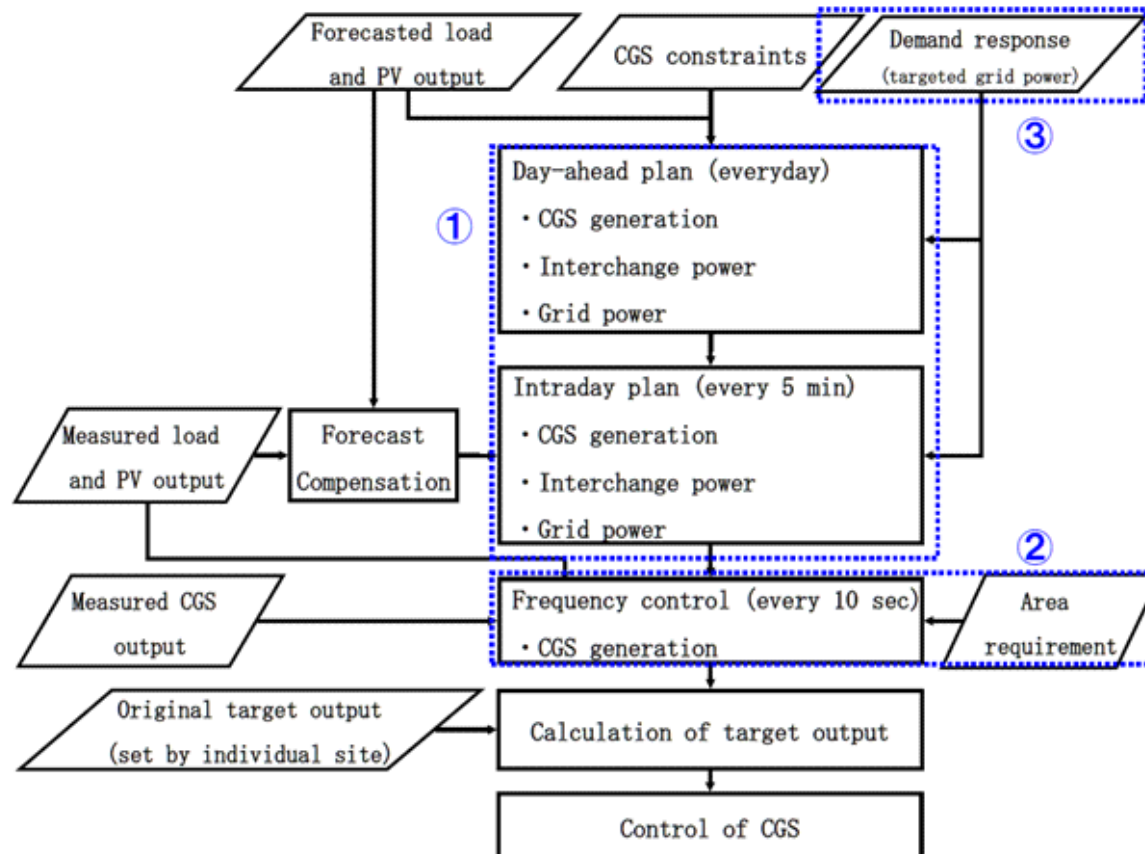 Forecasted load
and PV output
CGS constraints
Demand response
(targeted grid power)
③
①
Day-ahead plan (everyday)
・CGS generation
・Interchange power
・Grid power
Intraday plan (every 5 min)
・CGS generation
・Interchange power
・Grid power
Measured load
and PV output
Forecast
Compensation
②
Measured CGS
output
Frequency control (every 10 sec)
・CGS generation
Area
requirement
Original target output
(set by individual site)
Calculation of target output
Control of CGS